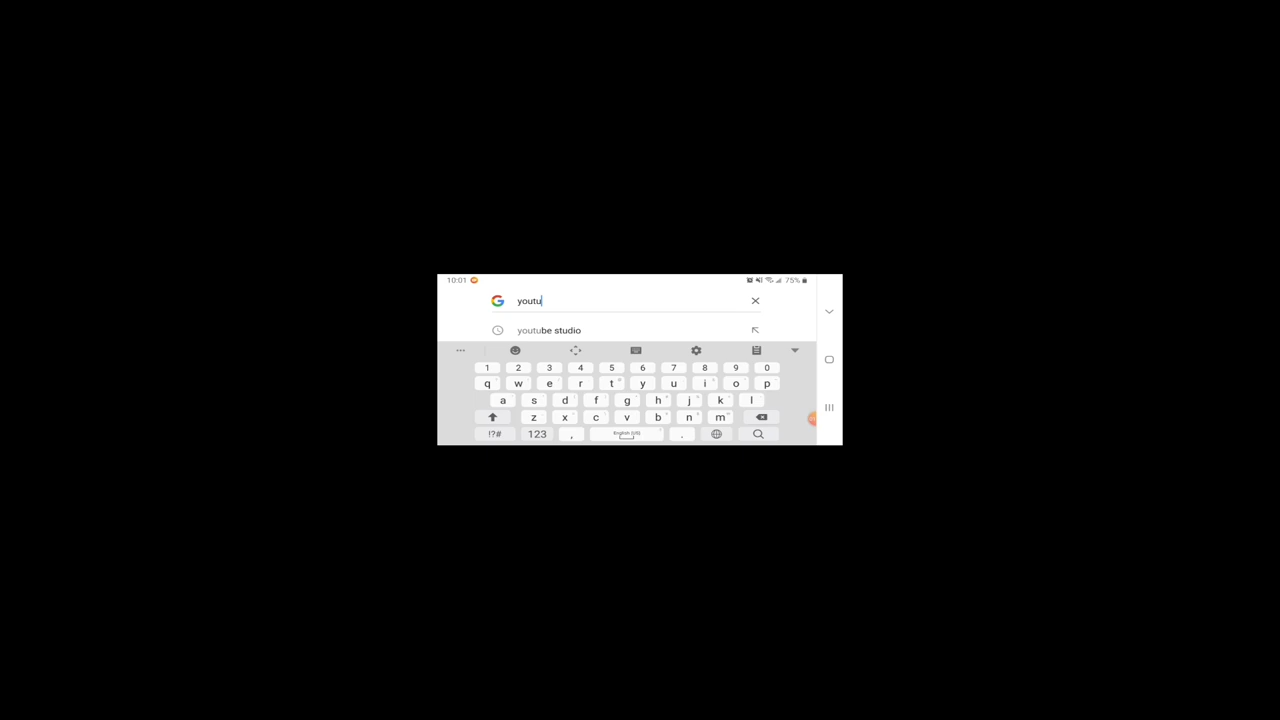 10:01 75%
youtu
youtube studio
1 2 3 4 5 6 7 8 9 0
q w e r t y u i o p
a s d f g h j k l
z x c v b n m
!?# 123 , English (US) .